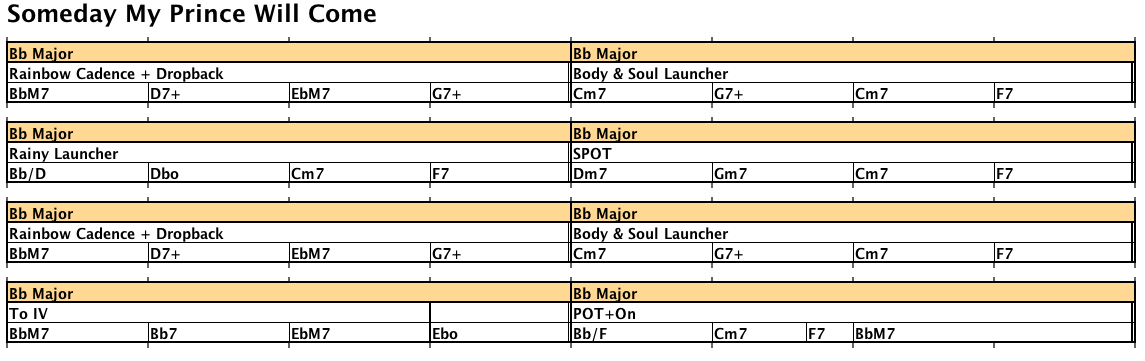 Someday My Prince Will Come
Bb Major Bb Major
Rainbow Cadence + Dropback Body & Soul Launcher
BbM7 D7+ EbM7 G7+ Cm7 G7+ Cm7 F7
Bb Major Bb Major
Rainy Launcher SPOT
Bb/D Dbo Cm7 F7 Dm7 Gm7 Cm7 F7
Bb Major Bb Major
Rainbow Cadence + Dropback Body & Soul Launcher
BbM7 D7+ EbM7 G7+ Cm7 G7+ Cm7 F7
Bb Major Bb Major
To IV POT+On
BbM7 Bb7 EbM7 Ebo Bb/F Cm7 F7 BbM7